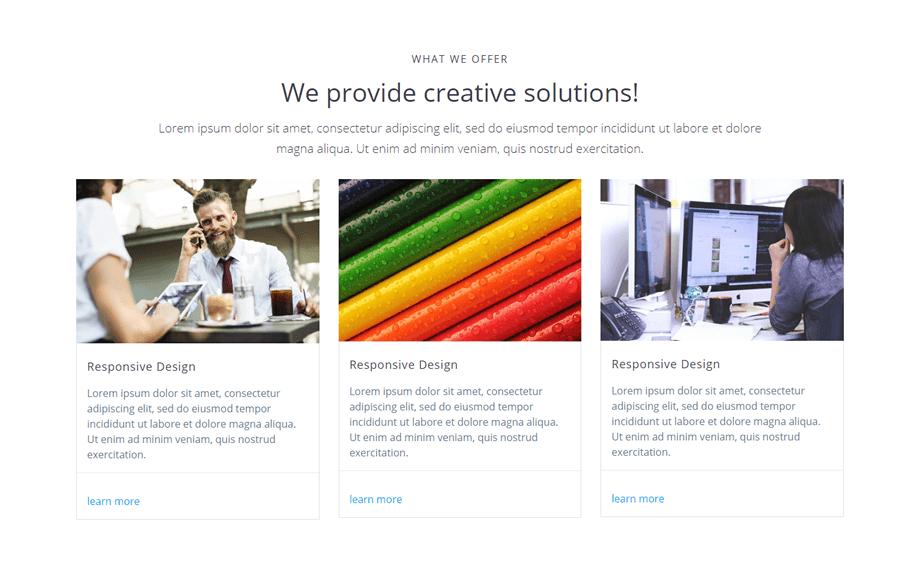 WHAT WE OFFER
We provide creative solutions!
Lorem ipsum dolor sit amet, consectetur adipiscing elit, sed do eiusmod tempor incididunt ut labore et dolore
magna aliqua. Ut enim ad minim veniam, quis nostrud exercitation.
Responsive Design
Lorem ipsum dolor sit amet, consectetur
adipiscing elit, sed do eiusmod tempor
incididunt ut labore et dolore magna aliqua.
Ut enim ad minim veniam, quis nostrud
exercitation.
learn more
Responsive Design
Lorem ipsum dolor sit amet, consectetur
adipiscing elit, sed do eiusmod tempor
incididunt ut labore et dolore magna aliqua.
Ut enim ad minim veniam, quis nostrud
exercitation.
learn more
Responsive Design
Lorem ipsum dolor sit amet, consectetur
adipiscing elit, sed do eiusmod tempor
incididunt ut labore et dolore magna aliqua.
Ut enim ad minim veniam, quis nostrud
exercitation.
learn more